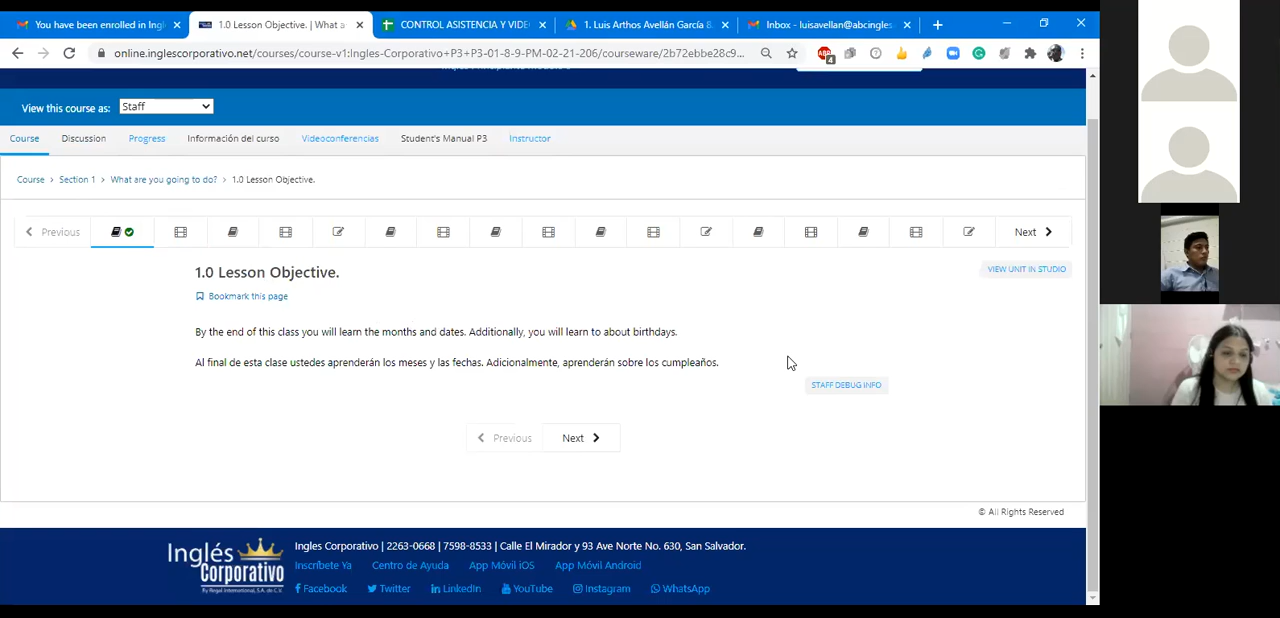 You have been enrolled in Ingl
1.0 Lesson Objective. | What a
CONTROL ASISTENCIA Y VIDE
1. Luis Arthos Avellán García 8.
Inbox - luisavellan@abcingles.
online.inglescorporativo.net/courses/course-v1:Ingles-Corporativo+P3+P3-01-8-9-PM-02-21-206/courseware/2b72ebbe28c9...
4
View this course as: Staff
Course Discussion Progress Información del curso Videoconferencias Student's Manual P3 Instructor
Course > Section 1 > What are you going to do? > 1.0 Lesson Objective.
Previous Next
1.0 Lesson Objective.
VIEW UNIT IN STUDIO
Bookmark this page
By the end of this class you will learn the months and dates. Additionally, you will learn to about birthdays.
Al final de esta clase ustedes aprenderán los meses y las fechas. Adicionalmente, aprenderán sobre los cumpleaños.
STAFF DEBUG INFO
Previous Next
© All Rights Reserved
Inglés Corporativo
By Regal International, S.A. de C.V.
Ingles Corporativo | 2263-0668 | 7598-8533 | Calle El Mirador y 93 Ave Norte No. 630, San Salvador.
Inscríbete Ya Centro de Ayuda App Móvil iOS App Móvil Android
Facebook Twitter LinkedIn YouTube Instagram WhatsApp